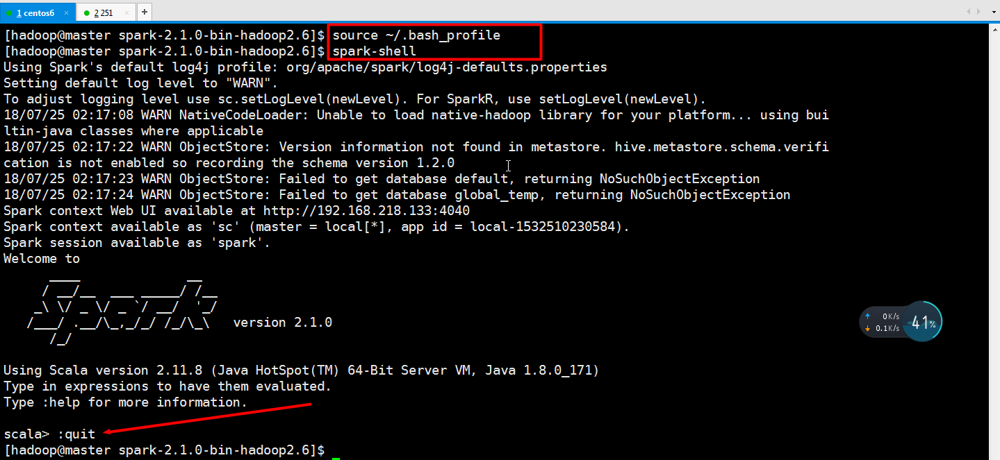 1 centos6 × 2 251 × +
[hadoop@master spark-2.1.0-bin-hadoop2.6]$ source ~/.bash_profile
[hadoop@master spark-2.1.0-bin-hadoop2.6]$ spark-shell
Using Spark's default log4j profile: org/apache/spark/log4j-defaults.properties
Setting default log level to "WARN".
To adjust logging level use sc.setLogLevel(newLevel). For SparkR, use setLogLevel(newLevel).
18/07/25 02:17:08 WARN NativeCodeLoader: Unable to load native-hadoop library for your platform... using bui
ltin-java classes where applicable
18/07/25 02:17:22 WARN ObjectStore: Version information not found in metastore. hive.metastore.schema.verifi
cation is not enabled so recording the schema version 1.2.0
18/07/25 02:17:23 WARN ObjectStore: Failed to get database default, returning NoSuchObjectException
18/07/25 02:17:24 WARN ObjectStore: Failed to get database global_temp, returning NoSuchObjectException
Spark context Web UI available at http://192.168.218.133:4040
Spark context available as 'sc' (master = local[*], app id = local-1532510230584).
Spark session available as 'spark'.
Welcome to
      ____              __
     / __/__  ___ _____/ /__
    _\ \/ _ \/ _ `/ __/  '_/
   /___/ .__/\_,_/_/ /_/\_\   version 2.1.0
      /_/
0K/s
0.1K/s
41%
Using Scala version 2.11.8 (Java HotSpot(TM) 64-Bit Server VM, Java 1.8.0_171)
Type in expressions to have them evaluated.
Type :help for more information.
scala> :quit
[hadoop@master spark-2.1.0-bin-hadoop2.6]$